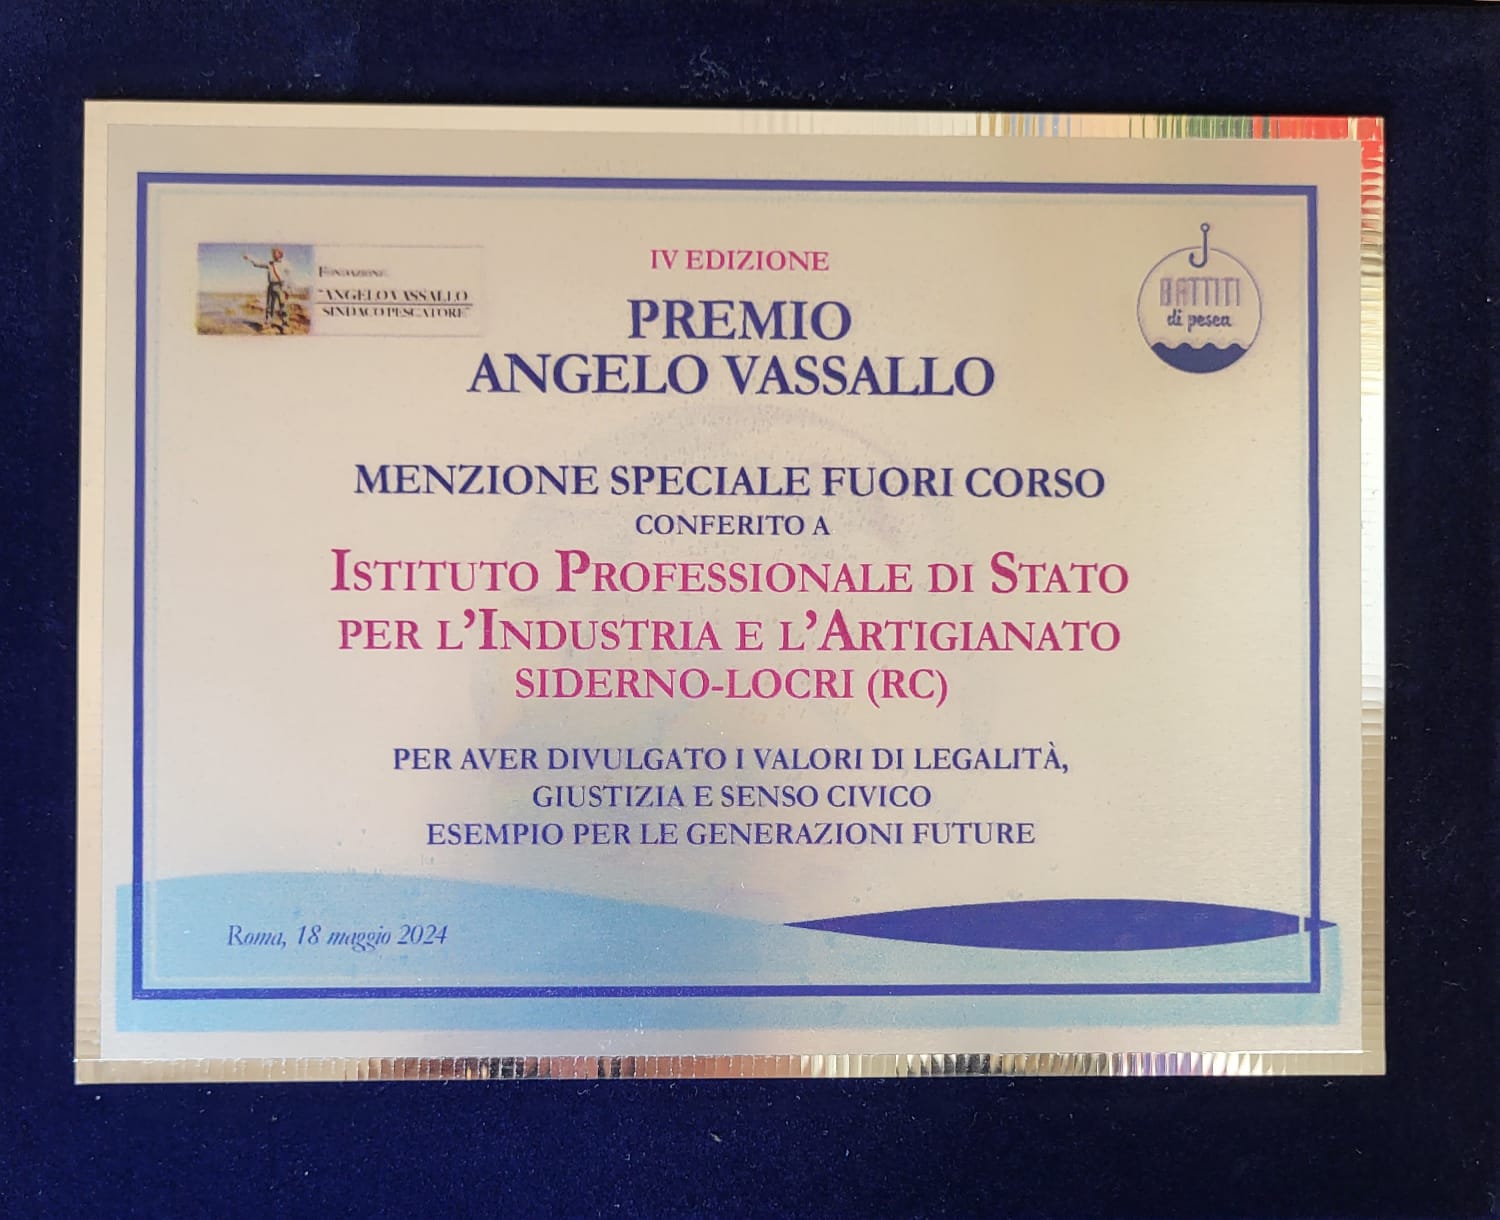 IV EDIZIONE
PREMIO
ANGELO VASSALLO
FONDAZIONE
"ANGELO VASSALLO
SINDACO PESCATORE"
BATTITI
di pesca
MENZIONE SPECIALE FUORI CORSO
CONFERITO A
ISTITUTO PROFESSIONALE DI STATO
PER L'INDUSTRIA E L'ARTIGIANATO
SIDERNO-LOCRI (RC)
PER AVER DIVULGATO I VALORI DI LEGALITÀ,
GIUSTIZIA E SENSO CIVICO
ESEMPIO PER LE GENERAZIONI FUTURE
Roma, 18 maggio 2024